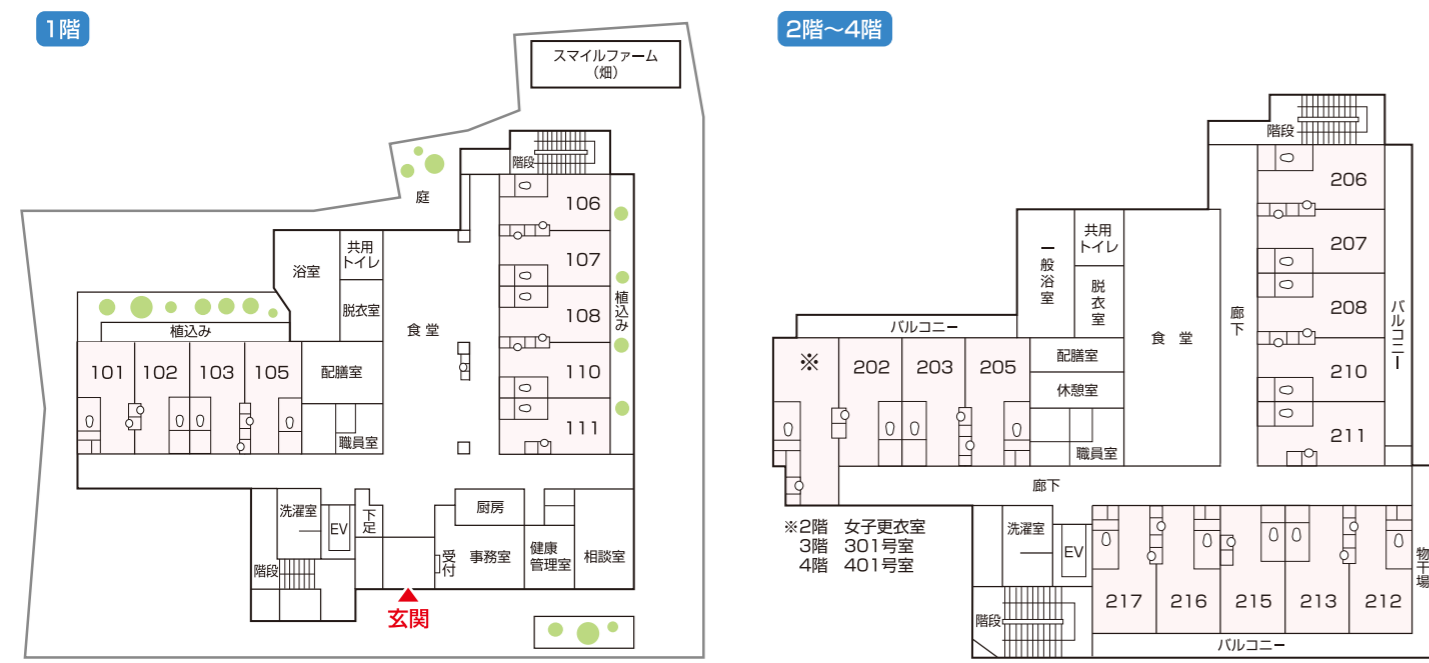 1階
スマイルファーム
(畑)
階段
庭
106
共用
トイレ
浴室
107
植込み
脱衣室
108
食堂
植込み
101
102
103
105
配膳室
110
111
職員室
洗濯室
EV
下足
厨房
受付
事務室
健康
管理室
相談室
階段
玄関
2階～4階
階段
206
共用
トイレ
一般浴室
207
脱衣室
208
廊下
バルコニー
バルコニー
食堂
※
202
203
205
配膳室
休憩室
210
職員室
211
廊下
※2階 女子更衣室
3階 301号室
4階 401号室
洗濯室
EV
物干場
217
216
215
213
212
階段
バルコニー